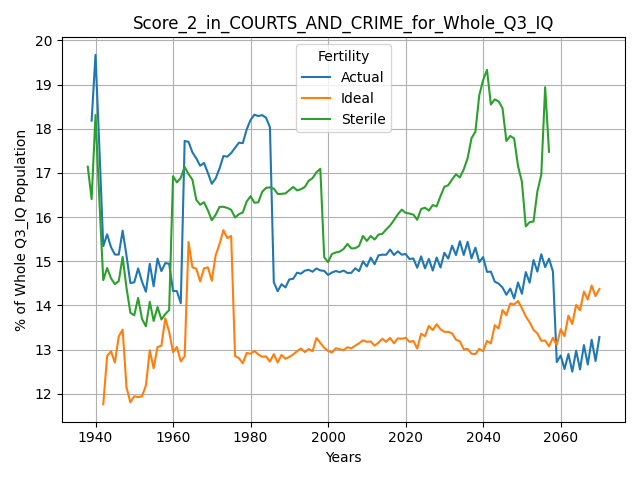 Score_2_in_COURTS_AND_CRIME_for_Whole_Q3_IQ
Fertility
Actual
Ideal
Sterile
% of Whole Q3_IQ Population
20
19
18
17
16
15
14
13
12
1940 1960 1980 2000 2020 2040 2060
Years